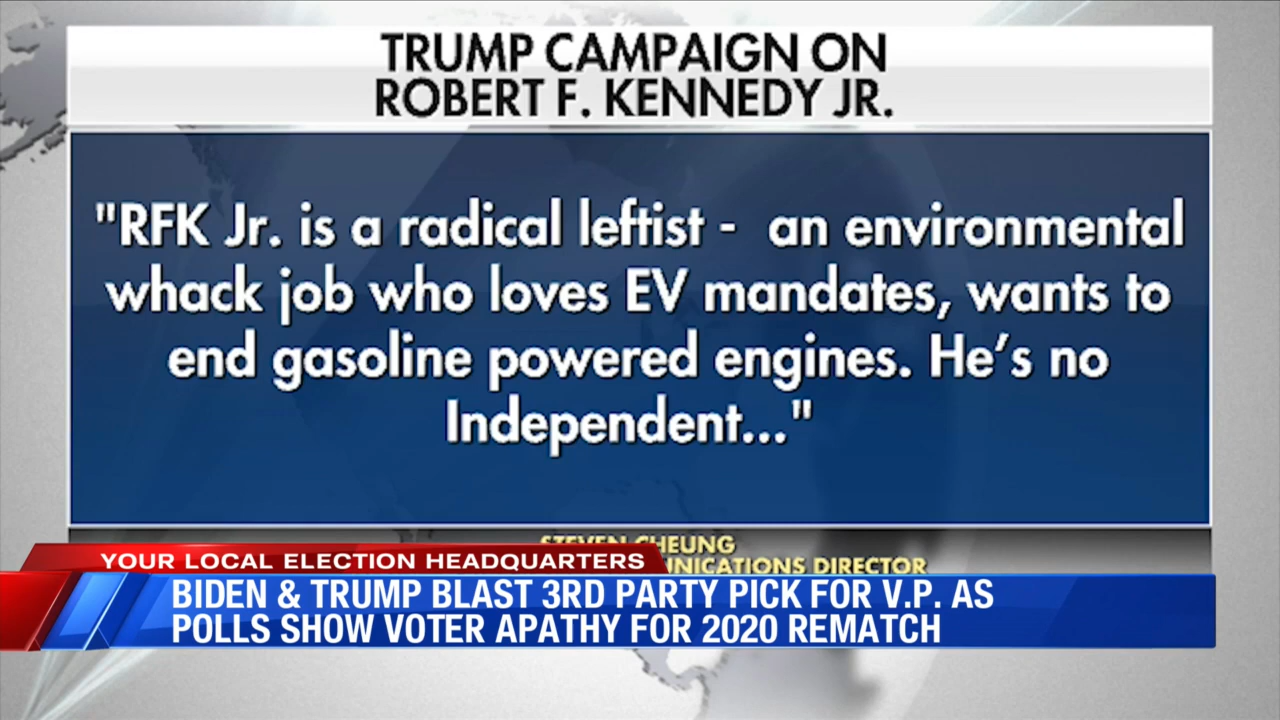 TRUMP CAMPAIGN ON
ROBERT F. KENNEDY JR.
"RFK Jr. is a radical leftist - an environmental
whack job who loves EV mandates, wants to
end gasoline powered engines. He’s no
Independent..."
STEVEN CHEUNG
DIRECTOR
YOUR LOCAL ELECTION HEADQUARTERS
BIDEN & TRUMP BLAST 3RD PARTY PICK FOR V.P. AS
POLLS SHOW VOTER APATHY FOR 2020 REMATCH